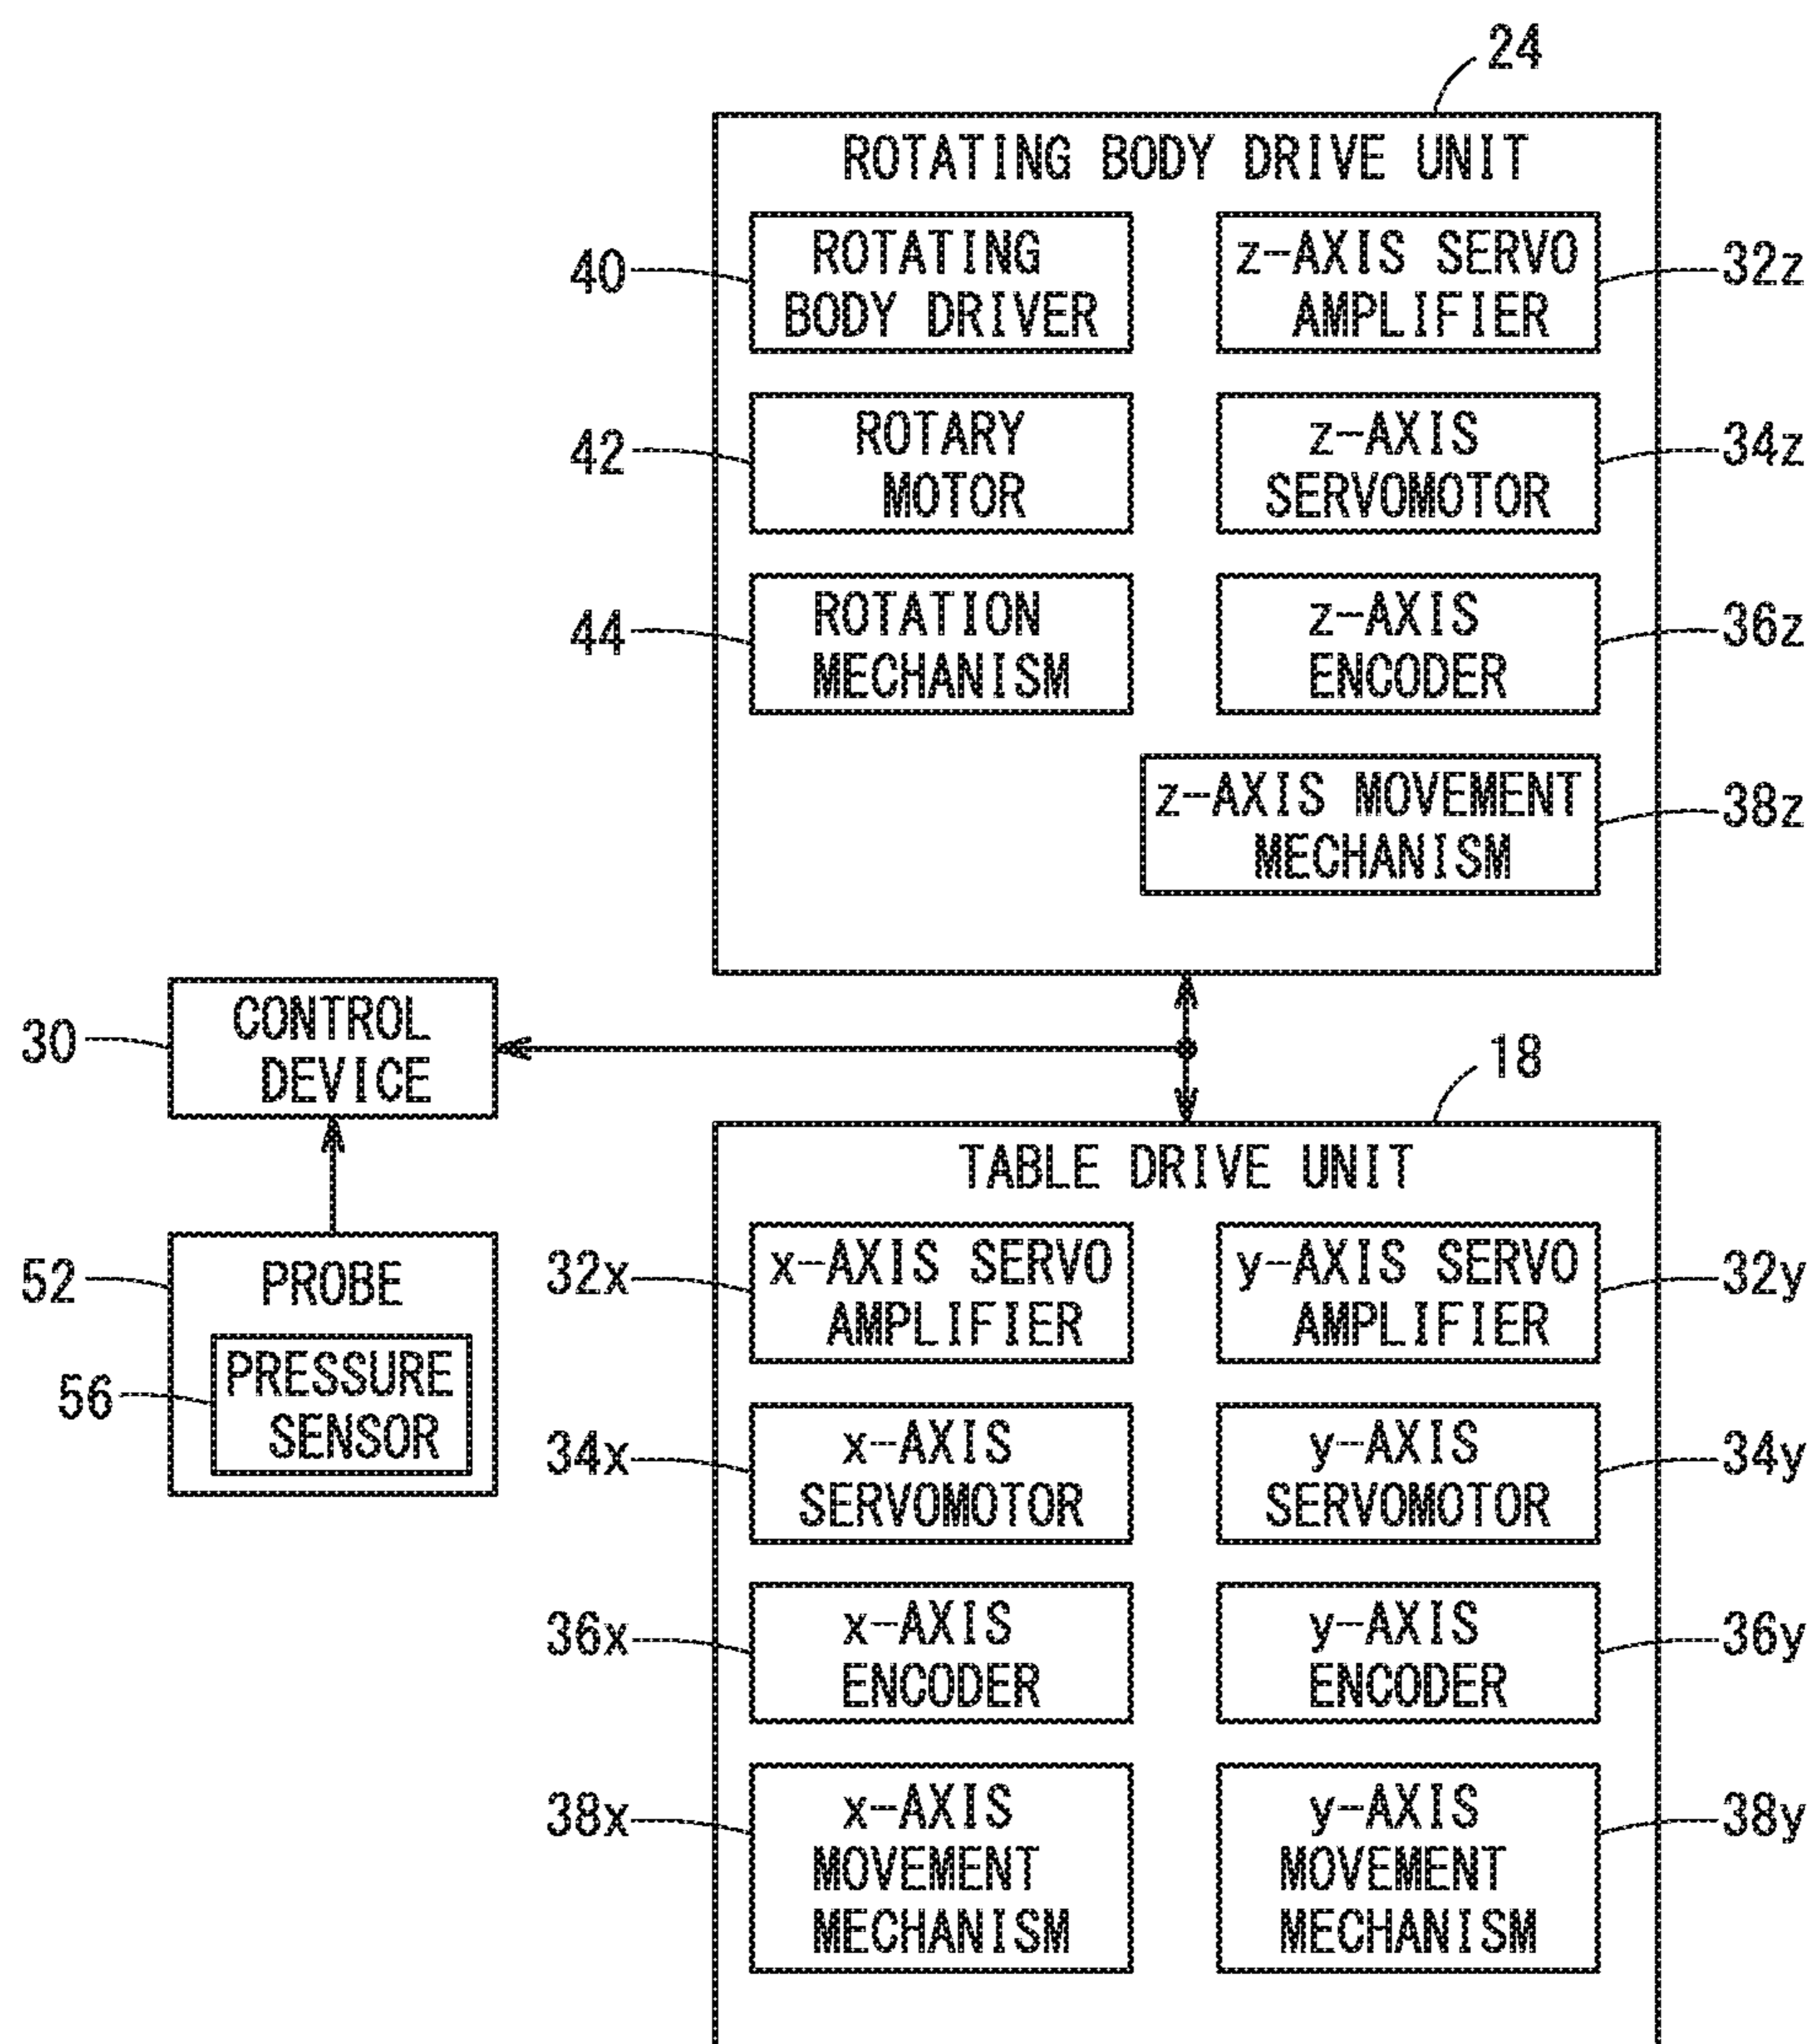 24
ROTATING BODY DRIVE UNIT
40
ROTATING
BODY DRIVER
z-AXIS SERVO
AMPLIFIER
32z
42
ROTARY
MOTOR
z-AXIS
SERVOMOTOR
34z
44
ROTATION
MECHANISM
z-AXIS
ENCODER
36z
z-AXIS MOVEMENT
MECHANISM
38z
30
CONTROL
DEVICE
18
TABLE DRIVE UNIT
52
PROBE
56
PRESSURE
SENSOR
32x
x-AXIS SERVO
AMPLIFIER
y-AXIS SERVO
AMPLIFIER
32y
34x
x-AXIS
SERVOMOTOR
y-AXIS
SERVOMOTOR
34y
36x
x-AXIS
ENCODER
y-AXIS
ENCODER
36y
38x
x-AXIS
MOVEMENT
MECHANISM
y-AXIS
MOVEMENT
MECHANISM
38y